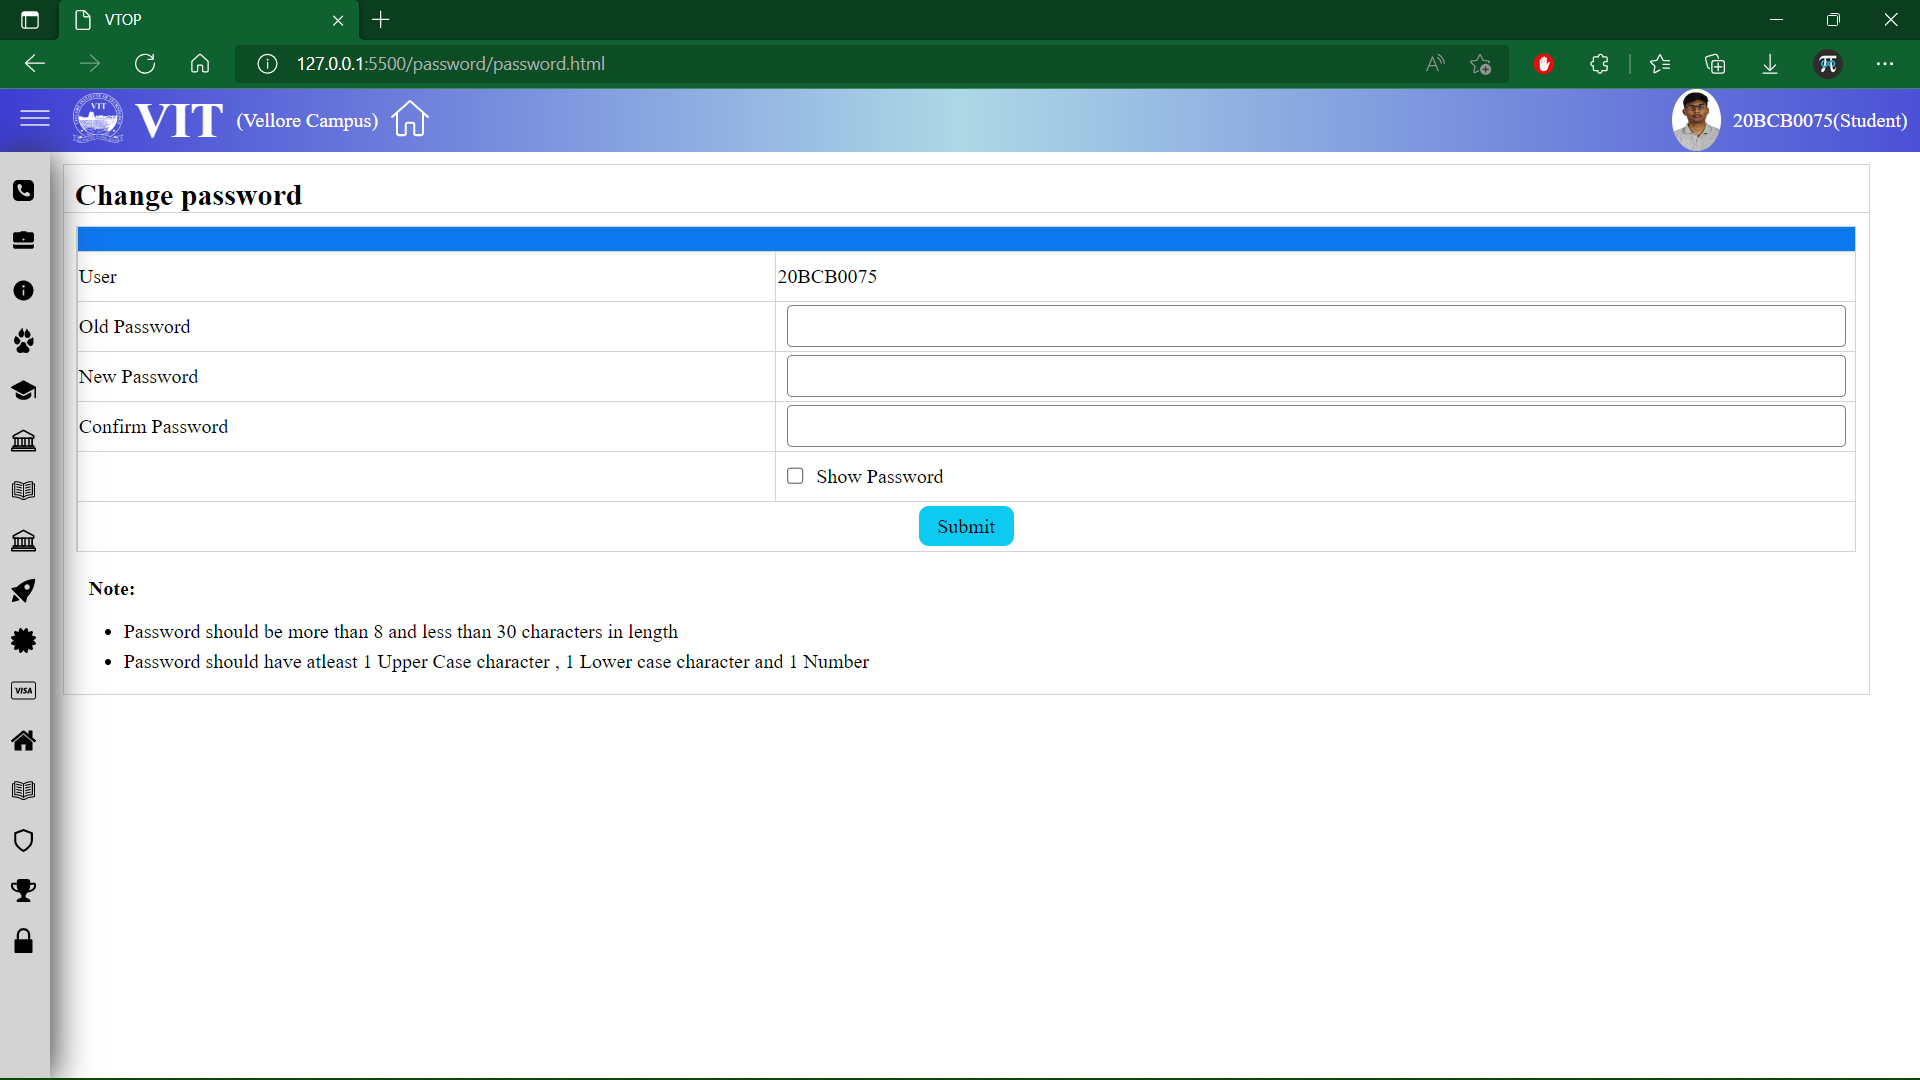 VTOP
127.0.0.1:5500/password/password.html
VIT
VIT (Vellore Campus)
20BCB0075(Student)
Change password
User
20BCB0075
Old Password
New Password
Confirm Password
Show Password
Submit
Note:
Password should be more than 8 and less than 30 characters in length
Password should have atleast 1 Upper Case character , 1 Lower case character and 1 Number
VISA